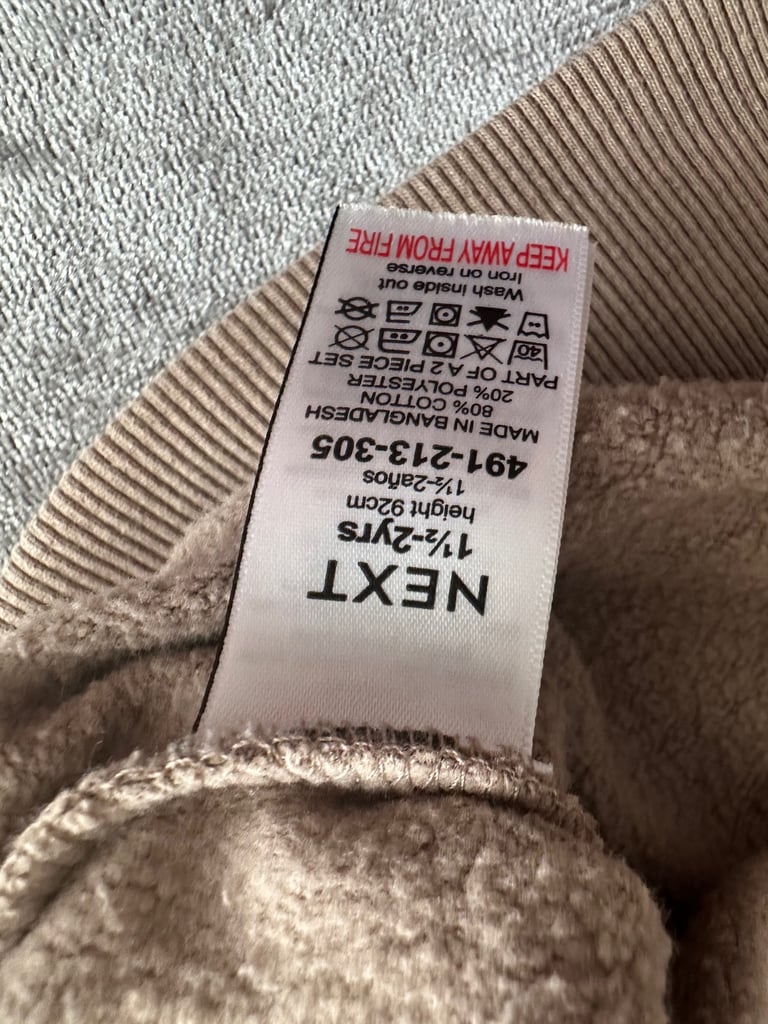 NEXT
1½-2yrs
height 92cm
1½-2años
491-213-305
MADE IN BANGLADESH
80% COTTON
20% POLYESTER
PART OF A 2 PIECE SET
40
Wash inside out
Iron on reverse
KEEP AWAY FROM FIRE